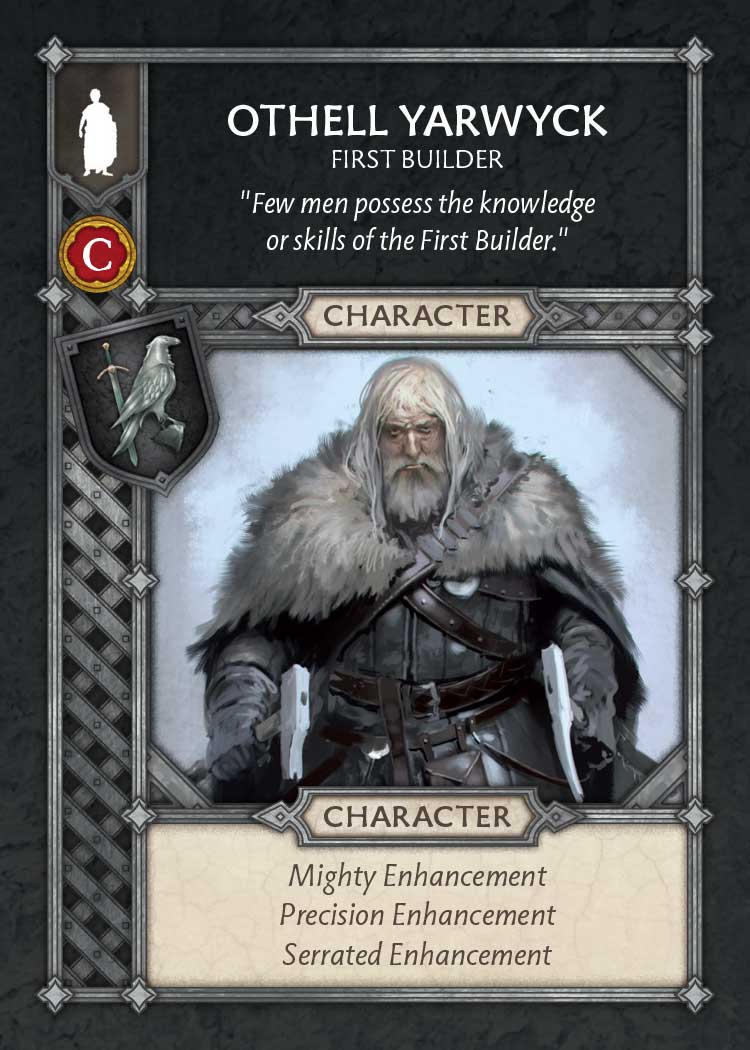 OTHELL YARWYCK
FIRST BUILDER
"Few men possess the knowledge
or skills of the First Builder."
C
CHARACTER
CHARACTER
Mighty Enhancement
Precision Enhancement
Serrated Enhancement